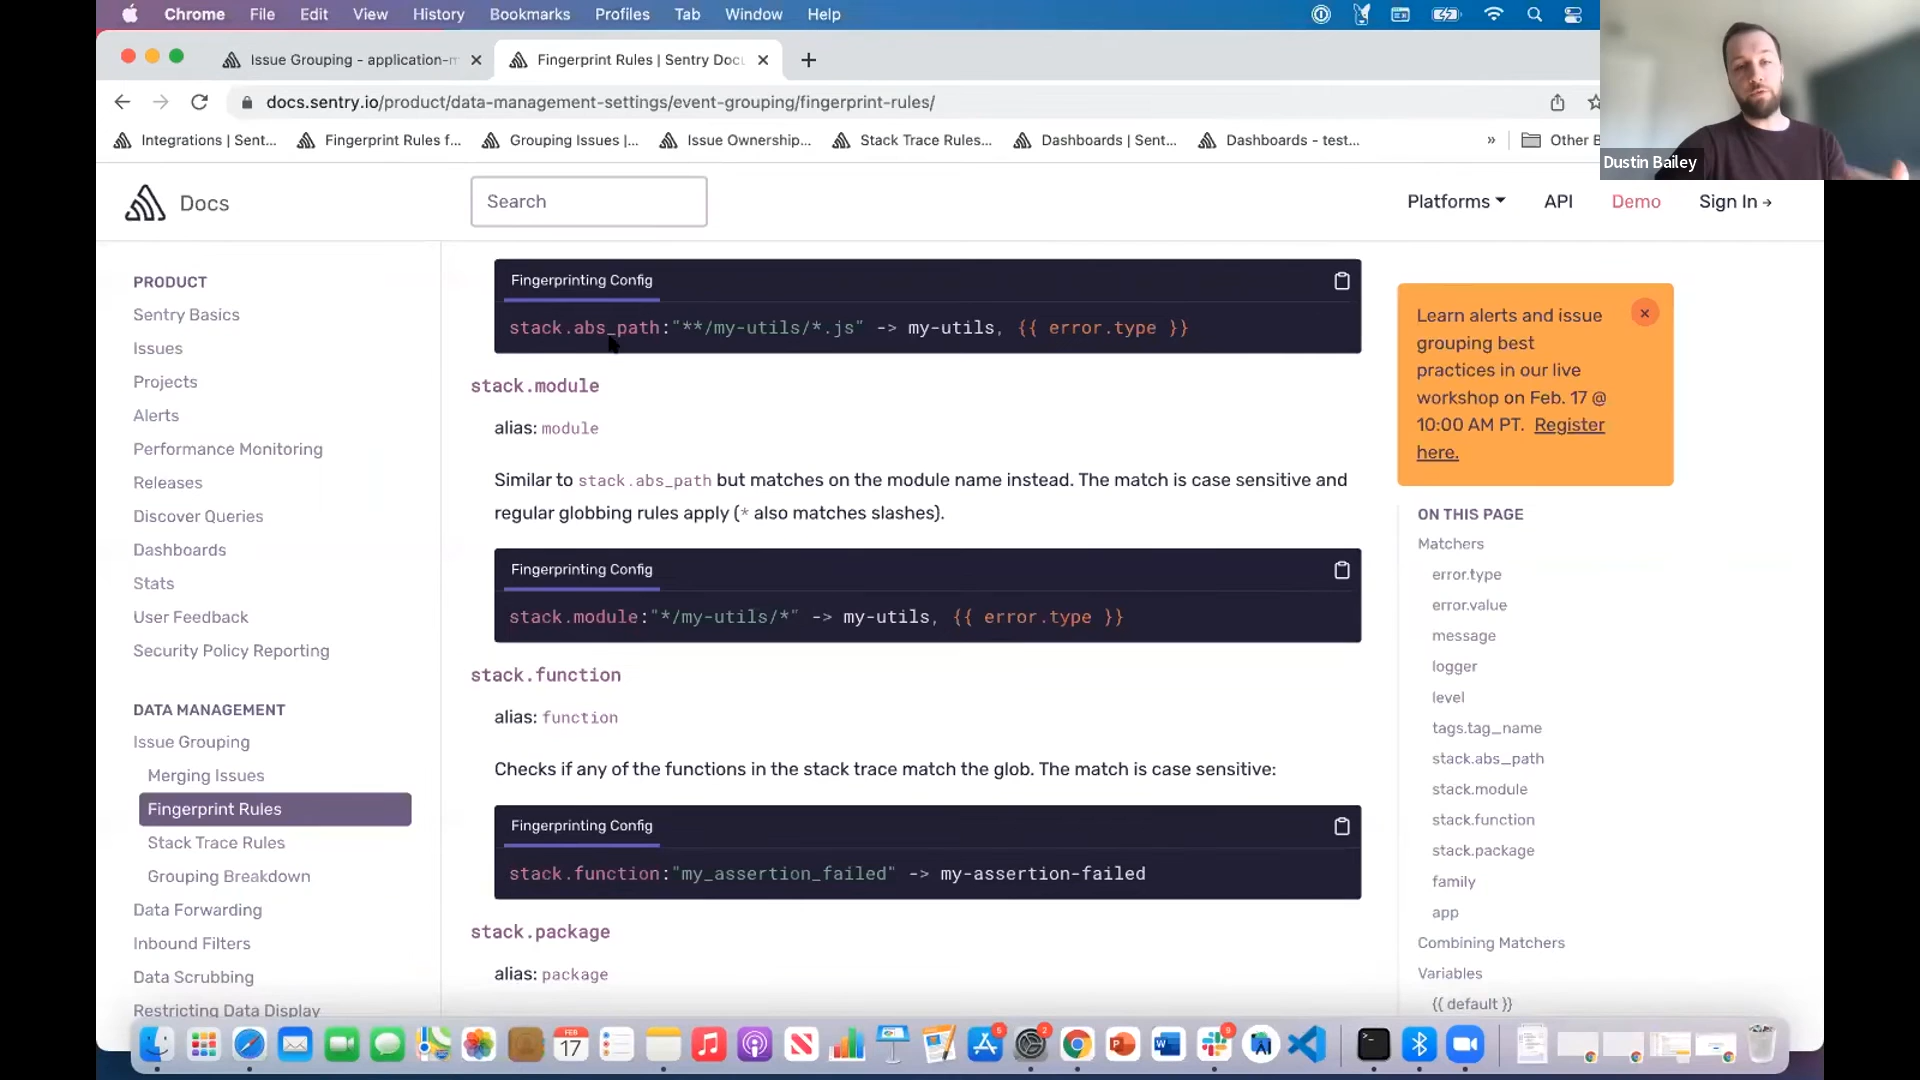 Chrome File Edit View History Bookmarks Profiles Tab Window Help
Issue Grouping - application-m
Fingerprint Rules | Sentry Docu
docs.sentry.io/product/data-management-settings/event-grouping/fingerprint-rules/
Integrations | Sent... Fingerprint Rules f... Grouping Issues |... Issue Ownership... Stack Trace Rules... Dashboards | Sent... Dashboards - test... » Other B
Dustin Bailey
Docs
Search
Platforms API Demo Sign In →
PRODUCT
Sentry Basics
Issues
Projects
Alerts
Performance Monitoring
Releases
Discover Queries
Dashboards
Stats
User Feedback
Security Policy Reporting
DATA MANAGEMENT
Issue Grouping
Merging Issues
Fingerprint Rules
Stack Trace Rules
Grouping Breakdown
Data Forwarding
Inbound Filters
Data Scrubbing
Restricting Data Display
Fingerprinting Config
stack.abs_path:"**/my-utils/*.js" -> my-utils, {{ error.type }}
stack.module
alias: module
Similar to stack.abs_path but matches on the module name instead. The match is case sensitive and
regular globbing rules apply (* also matches slashes).
Fingerprinting Config
stack.module:"*/my-utils/*" -> my-utils, {{ error.type }}
stack.function
alias: function
Checks if any of the functions in the stack trace match the glob. The match is case sensitive:
Fingerprinting Config
stack.function:"my_assertion_failed" -> my-assertion-failed
stack.package
alias: package
Learn alerts and issue
grouping best
practices in our live
workshop on Feb. 17 @
10:00 AM PT. Register
here.
ON THIS PAGE
Matchers
error.type
error.value
message
logger
level
tags.tag_name
stack.abs_path
stack.module
stack.function
stack.package
family
app
Combining Matchers
Variables
{{ default }}
FEB
17
5
2
9